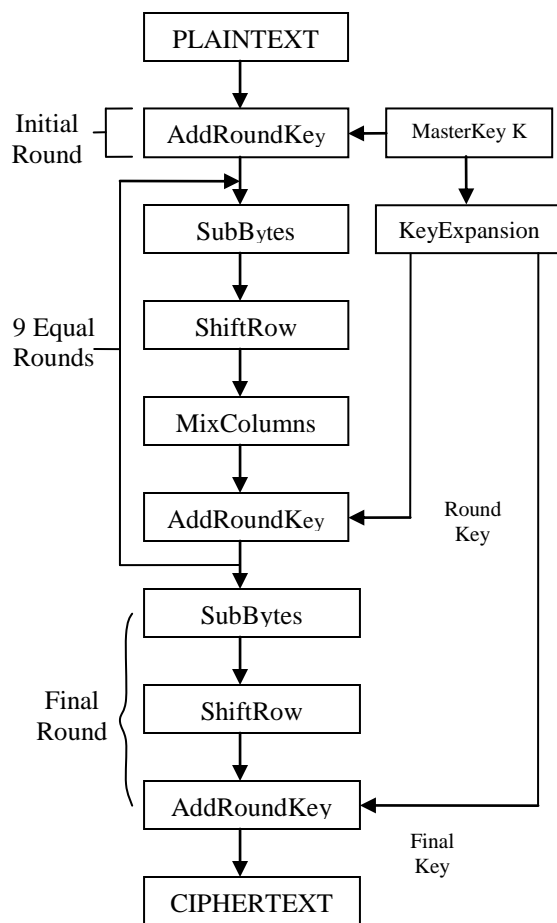 PLAINTEXT
Initial
Round
AddRoundKey
MasterKey K
SubBytes
KeyExpansion
9 Equal
Rounds
ShiftRow
MixColumns
AddRoundKey
Round
Key
SubBytes
Final
Round
ShiftRow
AddRoundKey
Final
Key
CIPHERTEXT